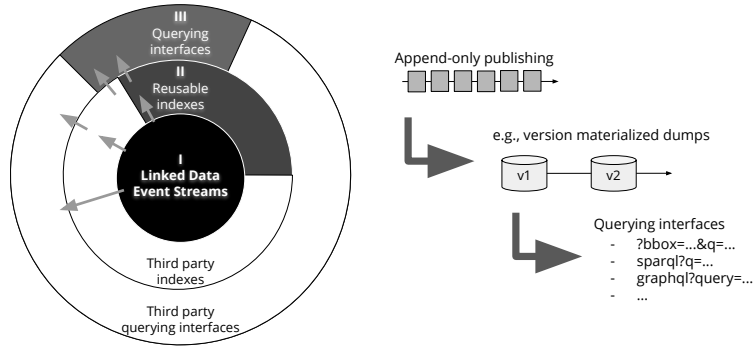 III
Querying
interfaces
II
Reusable
indexes
I
Linked Data
Event Streams
Third party
indexes
Third party
querying interfaces
Append-only publishing
e.g., version materialized dumps
v1
v2
Querying interfaces
- ?bbox=...&q=...
- sparql?q=...
- graphql?query=...
- ...